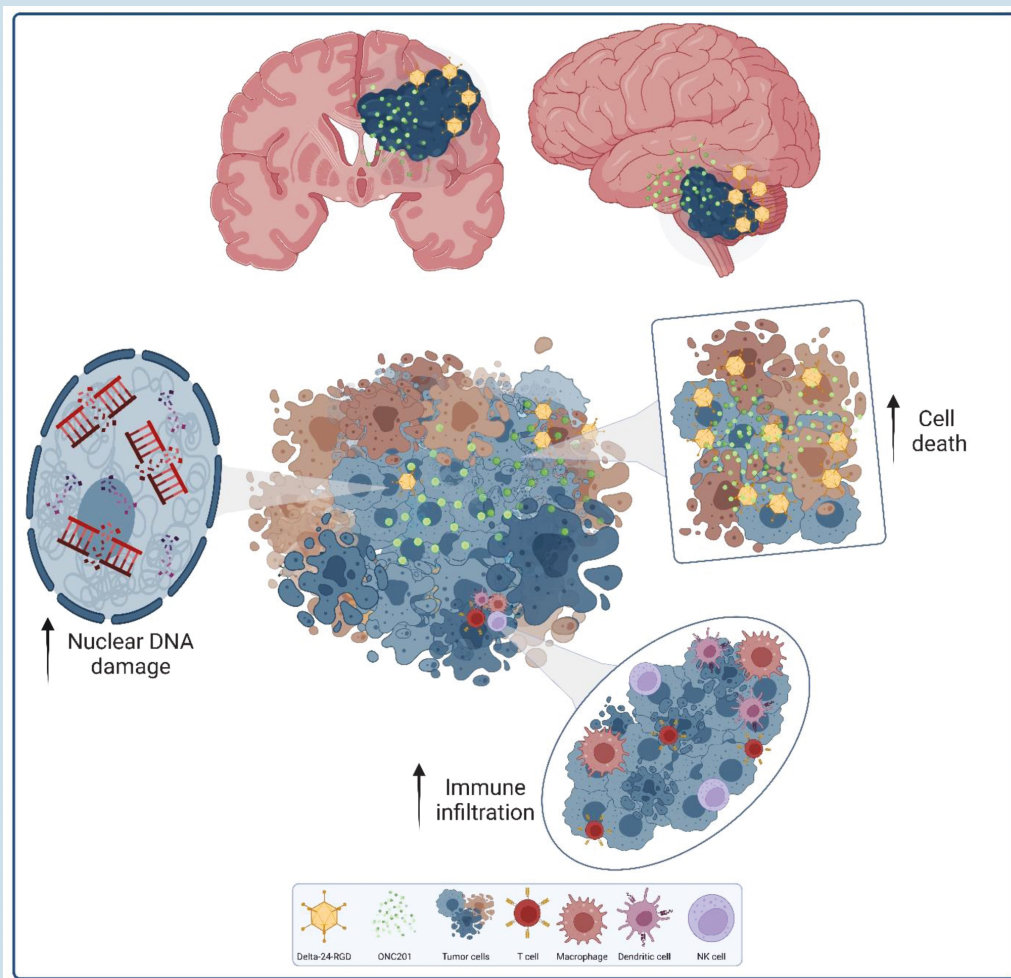 Cell
death
Nuclear DNA
damage
Immune
infiltration
Delta-24-RGD
ONC201
Tumor cells
T cell
Macrophage
Dendritic cell
NK cell